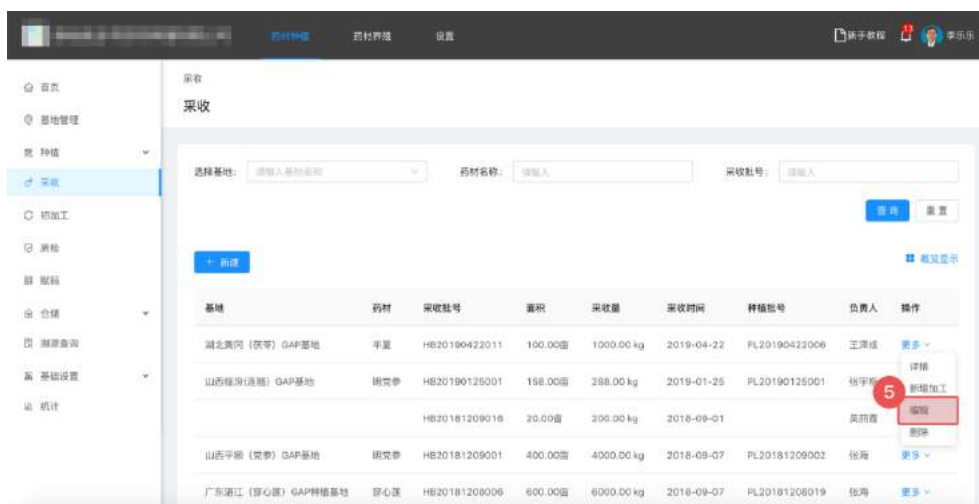 药材种植 药材养殖 设置 新手教程 李乐乐
首页
基地管理
种植
采收
初加工
质检
赋码
仓储
溯源查询
基础设置
统计
采收
采收
选择基地: 请输入基地名称 药材名称: 请输入 采收批号: 请输入
查询 重置
+ 新建 概览显示
基地 药材 采收批号 面积 采收量 采收时间 种植批号 负责人 操作
湖北黄冈（茯苓）GAP基地 半夏 HB20190422011 100.00亩 1000.00 kg 2019-04-22 PL20190422006 更多
山西临汾(连翘）GAP基地 明党参 HB20190125001 158.00亩 288.00 kg 2019-01-25 PL20190125001
HB20181209016 20.00亩 200.00 kg 2018-09-01 吴丽霞
山西平顺（党参）GAP基地 明党参 HB20181209001 400.00亩 4000.00 kg 2018-09-07 PL20181209002 张海 更多
广东湛江（穿心莲）GAP种植基地 穿心莲 HB20181208006 600.00亩 6000.00 kg 2018-09-07 PL20181208019 张海 更多
详情
新增加工
5 编辑
删除